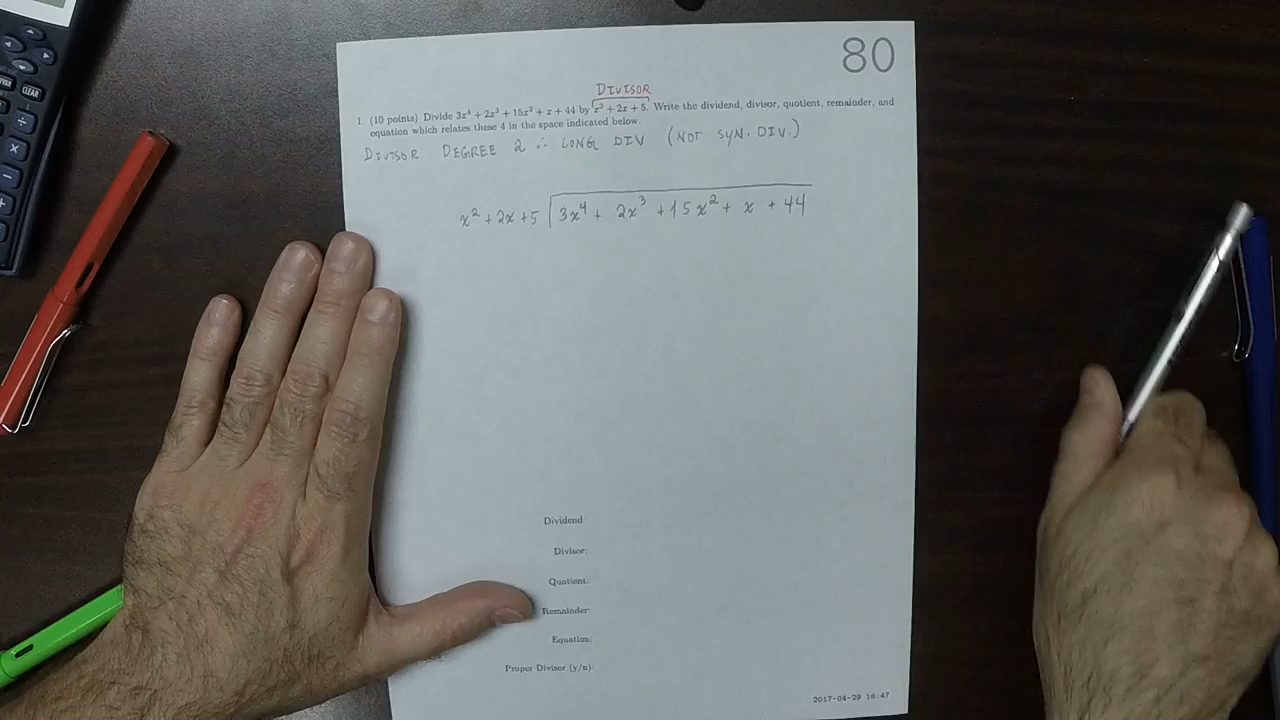 80
DIVISOR
1. (10 points) Divide 3x⁴ + 2x³ + 15x² + x + 44 by x² + 2x + 5. Write the dividend, divisor, quotient, remainder, and
equation which relates these 4 in the space indicated below.
DIVISOR DEGREE 2 ∴ LONG DIV (NOT SYN. DIV.)
x² + 2x + 5 3x⁴ + 2x³ + 15x² + x + 44
Dividend:
Divisor:
Quotient:
Remainder:
Equation:
Proper Divisor (y/n):
2017-04-29 16:47
CLEAR